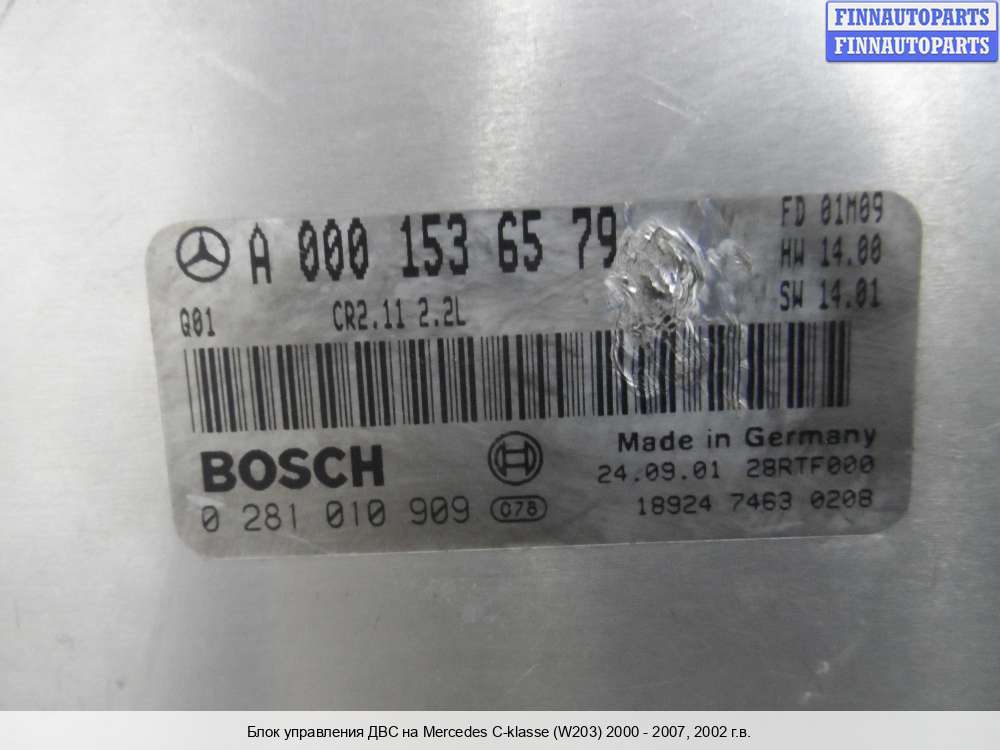 FINNAUTOPARTS
FINNAUTOPARTS
A 000 153 65 79
FD 01M09
HW 14.00
SW 14.01
Q01
CR2.11 2.2L
BOSCH
Made in Germany
24.09.01 28RTF000
0 281 010 909 078
18924 7463 0208
Блок управления ДВС на Mercedes C-klasse (W203) 2000 - 2007, 2002 г.в.